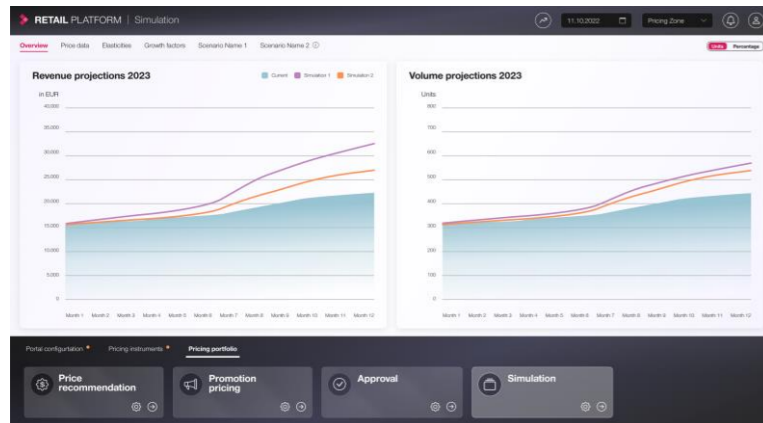 RETAIL PLATFORM | Simulation
11.10.2022
Pricing Zone
Overview Price data Elasticities Growth factors Scenario Name 1 Scenario Name 2
Units Percentage
Revenue projections 2023
Current Simulation 1 Simulation 2
in EUR
40,000
35,000
30,000
25,000
20,000
15,000
10,000
5,000
0
Month 1 Month 2 Month 3 Month 4 Month 5 Month 6 Month 7 Month 8 Month 9 Month 10 Month 11 Month 12
Volume projections 2023
Units
800
700
600
500
400
300
200
100
0
Month 1 Month 2 Month 3 Month 4 Month 5 Month 6 Month 7 Month 8 Month 9 Month 10 Month 11 Month 12
Portal configurtation Pricing instruments Pricing portfolio
Price
recommendation
Promotion
pricing
Approval
Simulation